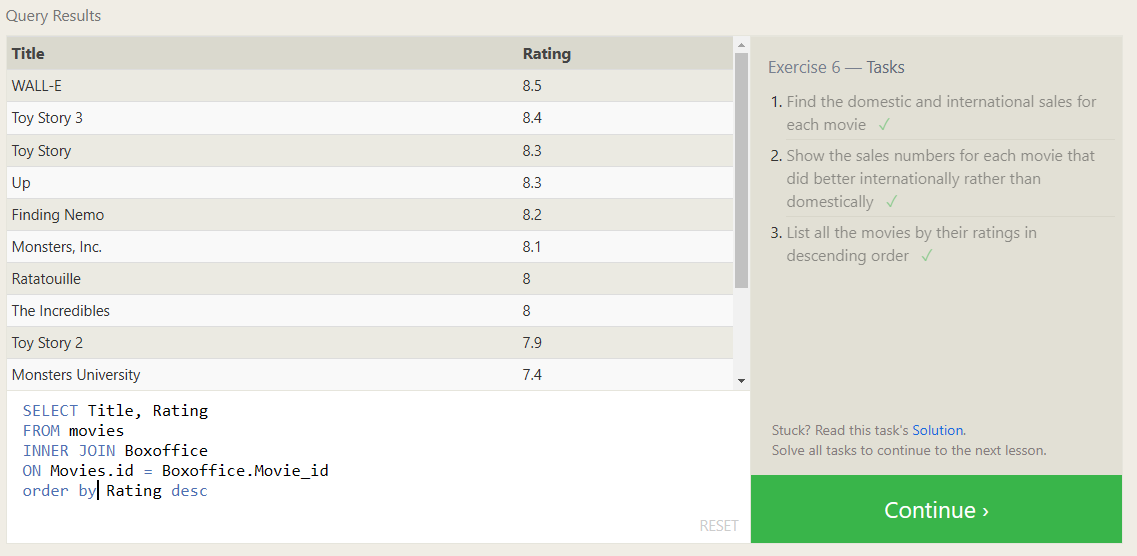 Query Results
Title Rating
WALL-E 8.5
Toy Story 3 8.4
Toy Story 8.3
Up 8.3
Finding Nemo 8.2
Monsters, Inc. 8.1
Ratatouille 8
The Incredibles 8
Toy Story 2 7.9
Monsters University 7.4
SELECT Title, Rating
FROM movies
INNER JOIN Boxoffice
ON Movies.id = Boxoffice.Movie_id
order by Rating desc
RESET
Exercise 6 — Tasks
1. Find the domestic and international sales for
each movie ✓
2. Show the sales numbers for each movie that
did better internationally rather than
domestically ✓
3. List all the movies by their ratings in
descending order ✓
Stuck? Read this task's Solution.
Solve all tasks to continue to the next lesson.
Continue ›